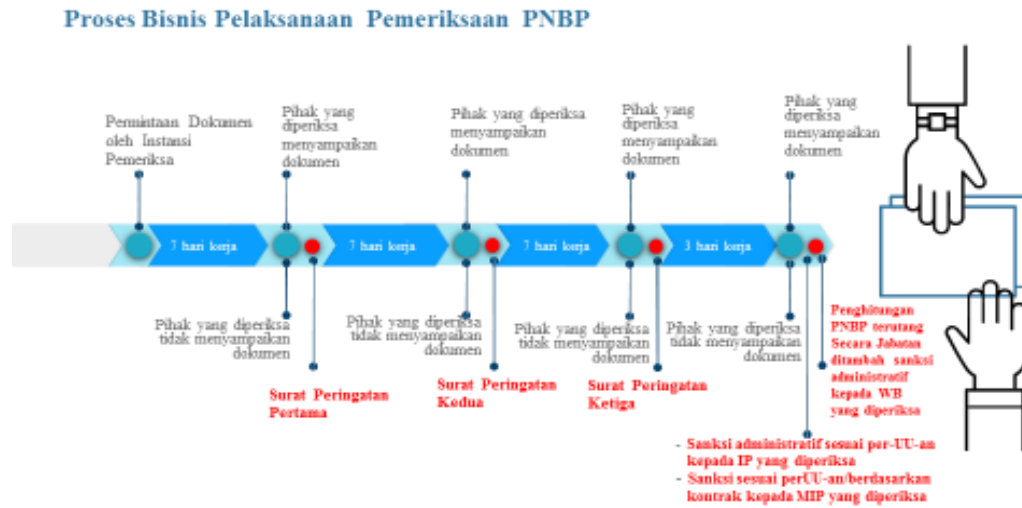 Proses Bisnis Pelaksanaan Pemeriksaan PNBP
Permintaan Dokumen
oleh Instansi
Pemeriksa
Pihak yang
diperiksa
menyampaikan
dokumen
Pihak yang diperiksa
menyampaikan
dokumen
Pihak yang
diperiksa
menyampaikan
dokumen
Pihak yang
diperiksa
menyampaikan
dokumen
7 hari kerja
7 hari kerja
7 hari kerja
3 hari kerja
Pihak yang diperiksa
tidak menyampaikan
dokumen
Pihak yang diperiksa
tidak menyampaikan
dokumen
Pihak yang diperiksa
tidak menyampaikan
dokumen
Pihak yang diperiksa
tidak menyampaikan
dokumen
Surat Peringatan
Pertama
Surat Peringatan
Kedua
Surat Peringatan
Ketiga
Penghitungan
PNBP terutang
Secara Jabatan
ditambah sanksi
administratif
kepada WB
yang diperiksa
- Sanksi administratif sesuai per-UU-an
kepada IP yang diperiksa
- Sanksi sesuai perUU-an/berdasarkan
kontrak kepada MIP yang diperiksa